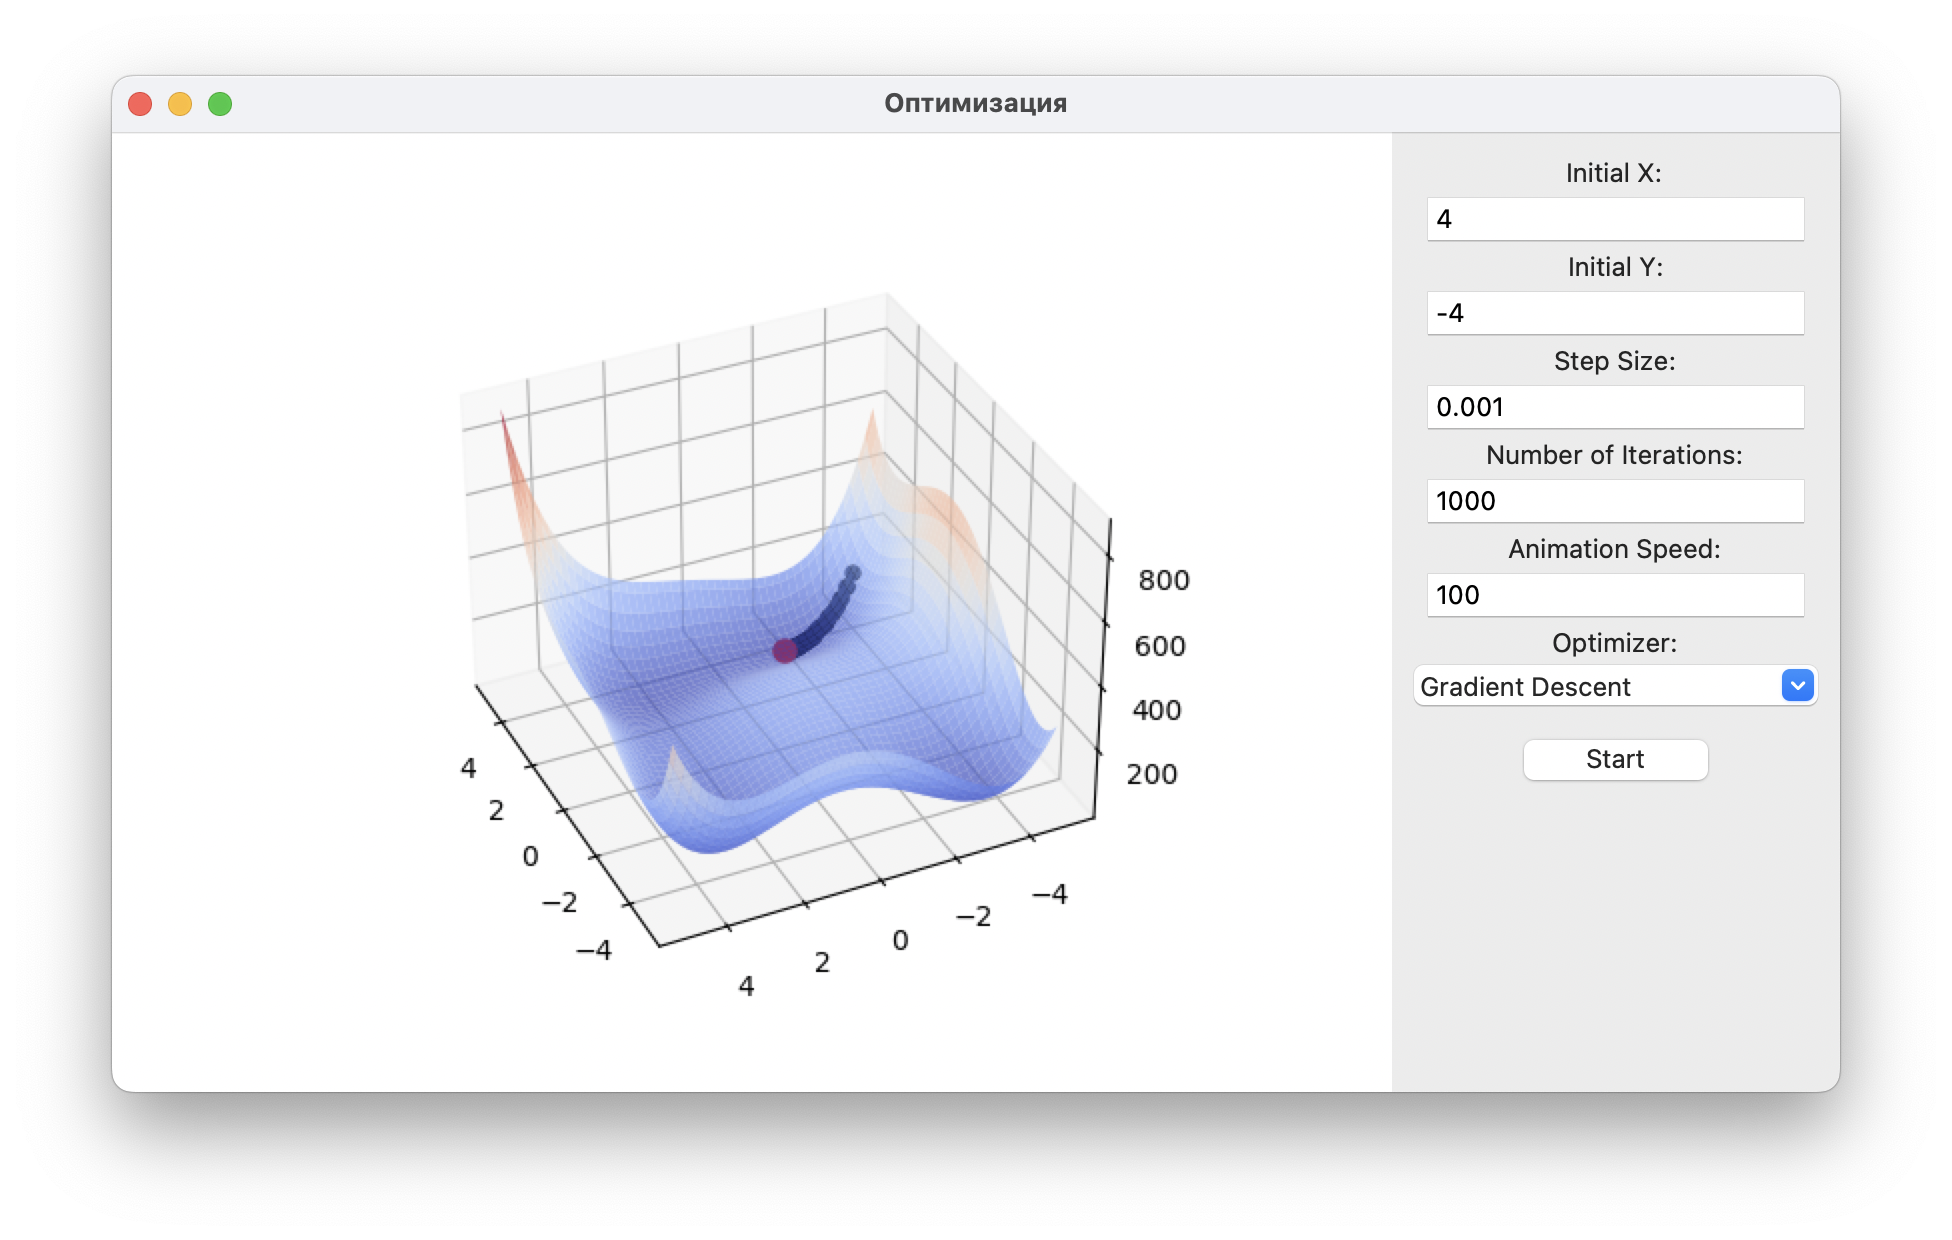 Оптимизация
Initial X:
4
Initial Y:
-4
Step Size:
0.001
Number of Iterations:
1000
Animation Speed:
100
Optimizer:
Gradient Descent
Start
800
600
400
200
4
2
0
−2
−4
4
2
0
−2
−4